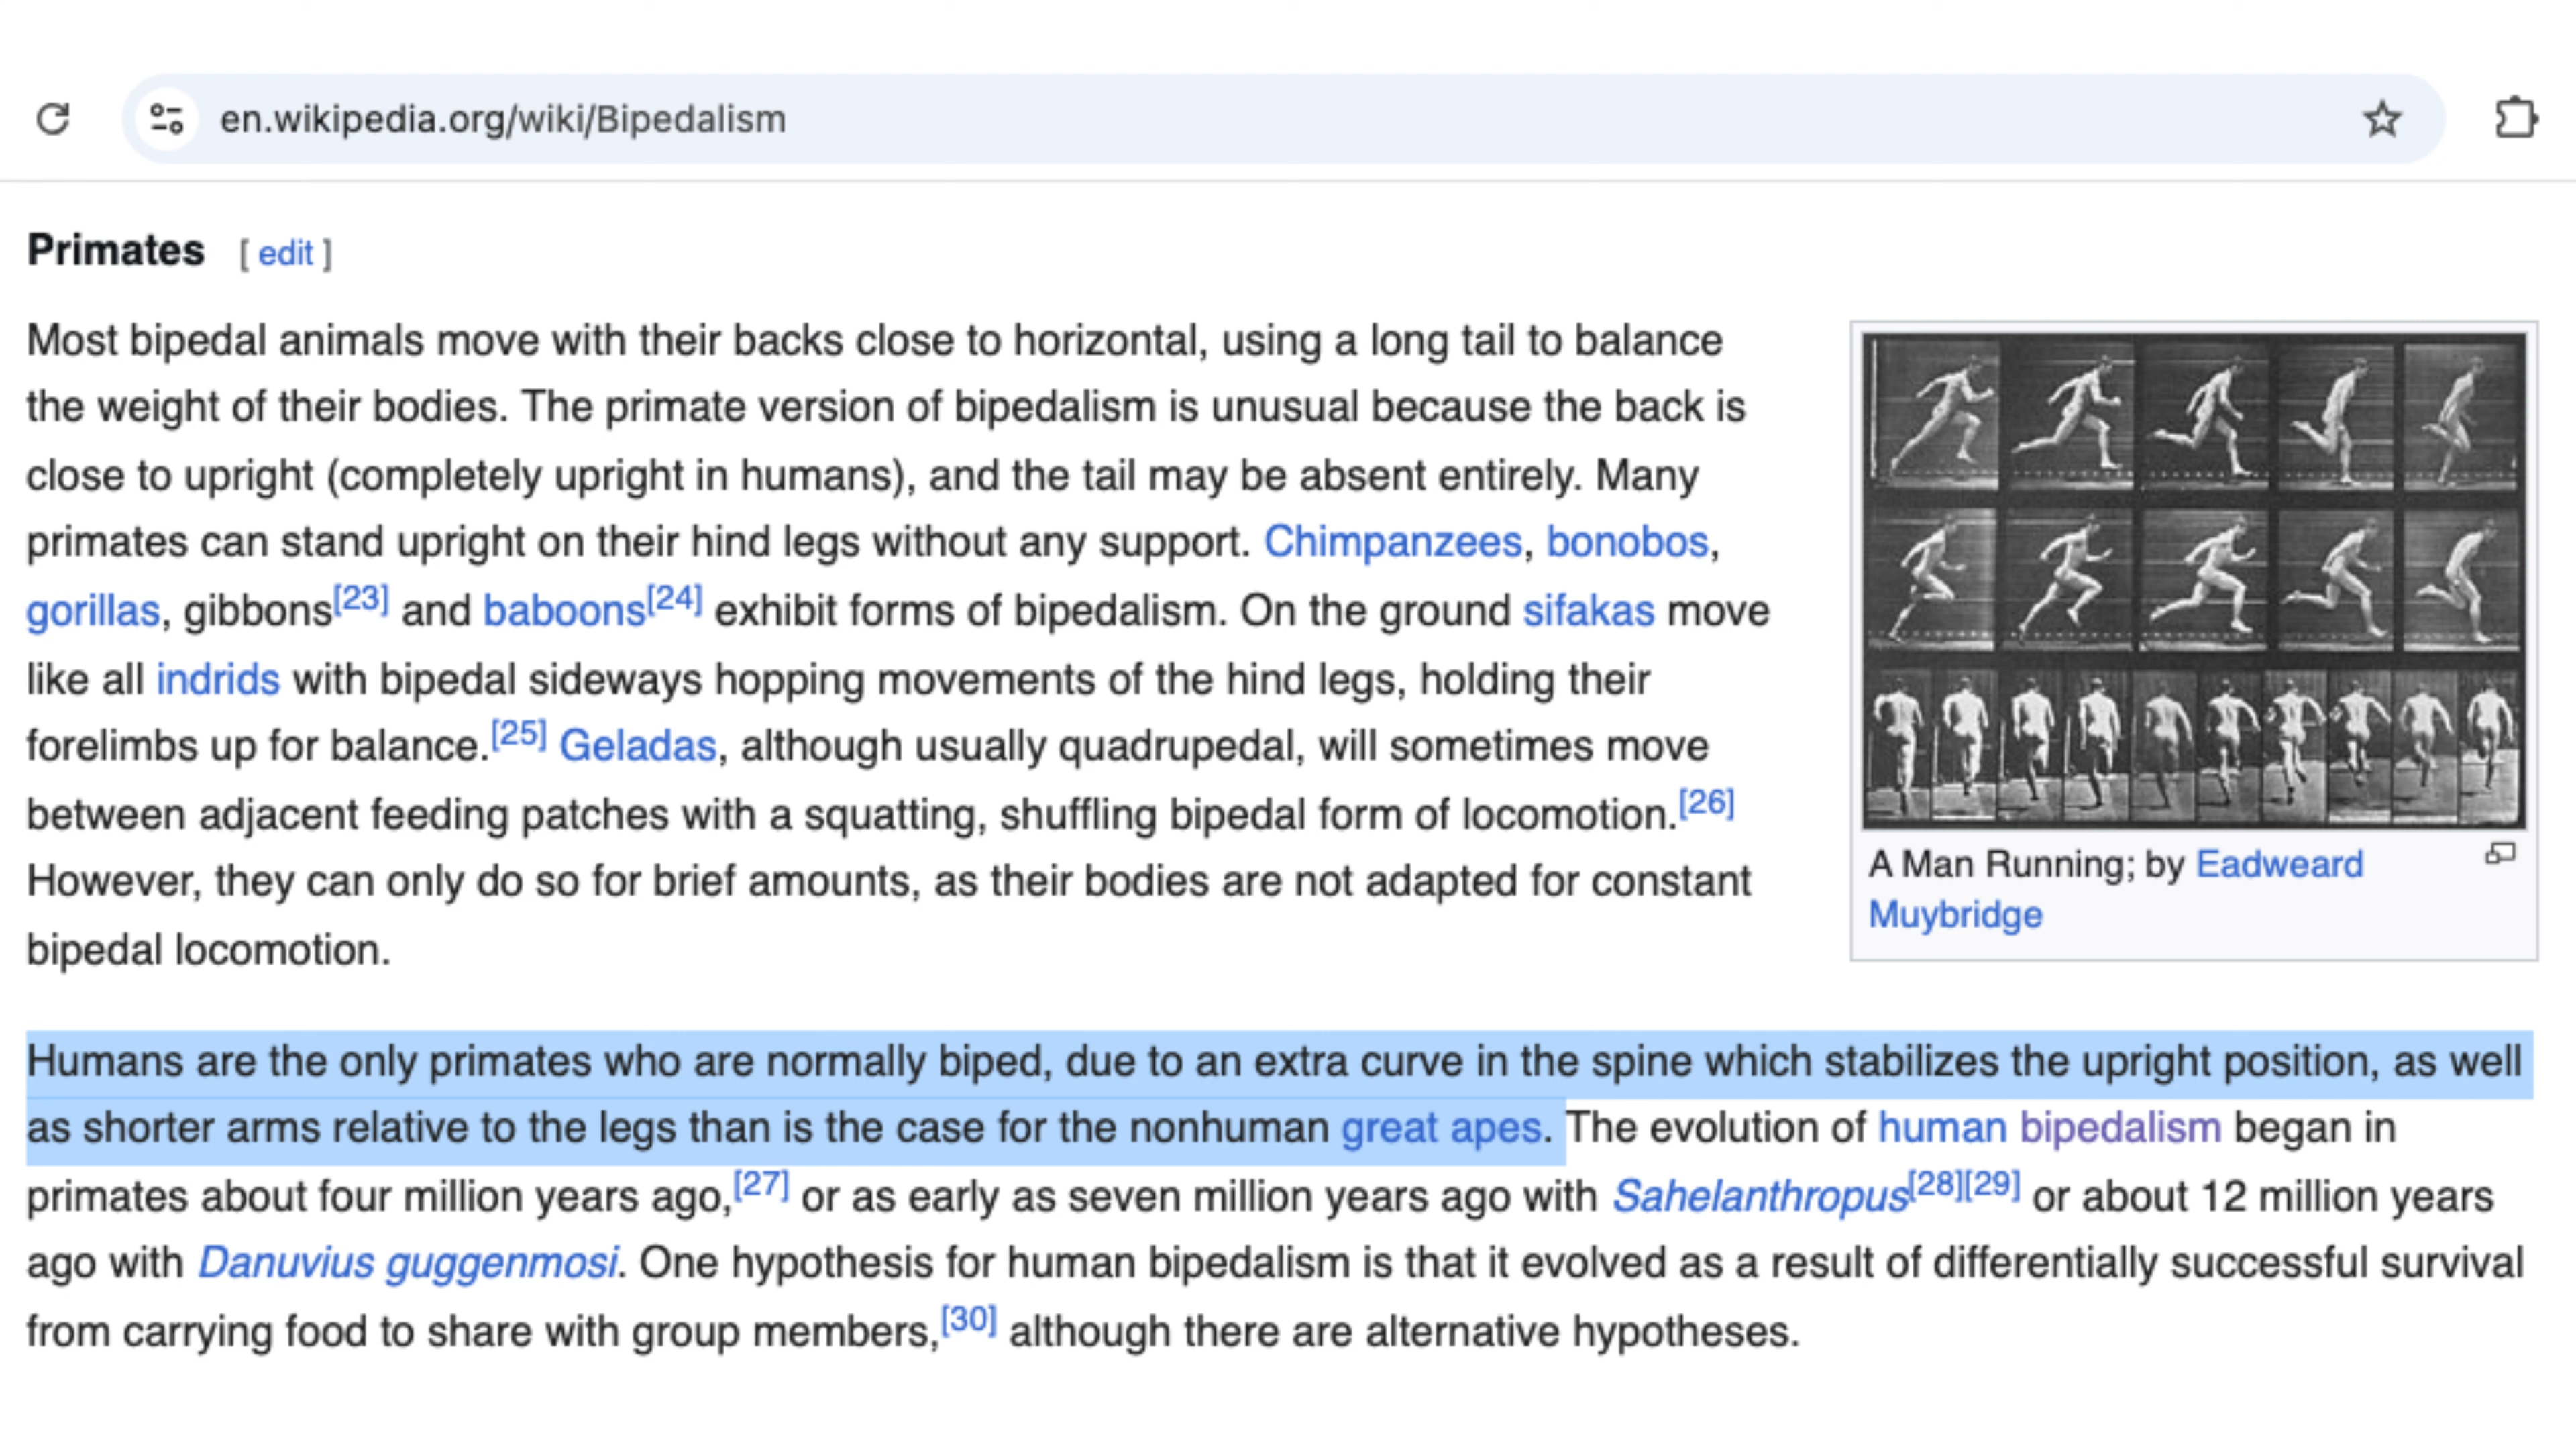 en.wikipedia.org/wiki/Bipedalism
Primates [ edit ]
Most bipedal animals move with their backs close to horizontal, using a long tail to balance
the weight of their bodies. The primate version of bipedalism is unusual because the back is
close to upright (completely upright in humans), and the tail may be absent entirely. Many
primates can stand upright on their hind legs without any support. Chimpanzees, bonobos,
gorillas, gibbons[23] and baboons[24] exhibit forms of bipedalism. On the ground sifakas move
like all indrids with bipedal sideways hopping movements of the hind legs, holding their
forelimbs up for balance.[25] Geladas, although usually quadrupedal, will sometimes move
between adjacent feeding patches with a squatting, shuffling bipedal form of locomotion.[26]
However, they can only do so for brief amounts, as their bodies are not adapted for constant
bipedal locomotion.
A Man Running; by Eadweard
Muybridge
Humans are the only primates who are normally biped, due to an extra curve in the spine which stabilizes the upright position, as well
as shorter arms relative to the legs than is the case for the nonhuman great apes. The evolution of human bipedalism began in
primates about four million years ago,[27] or as early as seven million years ago with Sahelanthropus[28][29] or about 12 million years
ago with Danuvius guggenmosi. One hypothesis for human bipedalism is that it evolved as a result of differentially successful survival
from carrying food to share with group members,[30] although there are alternative hypotheses.